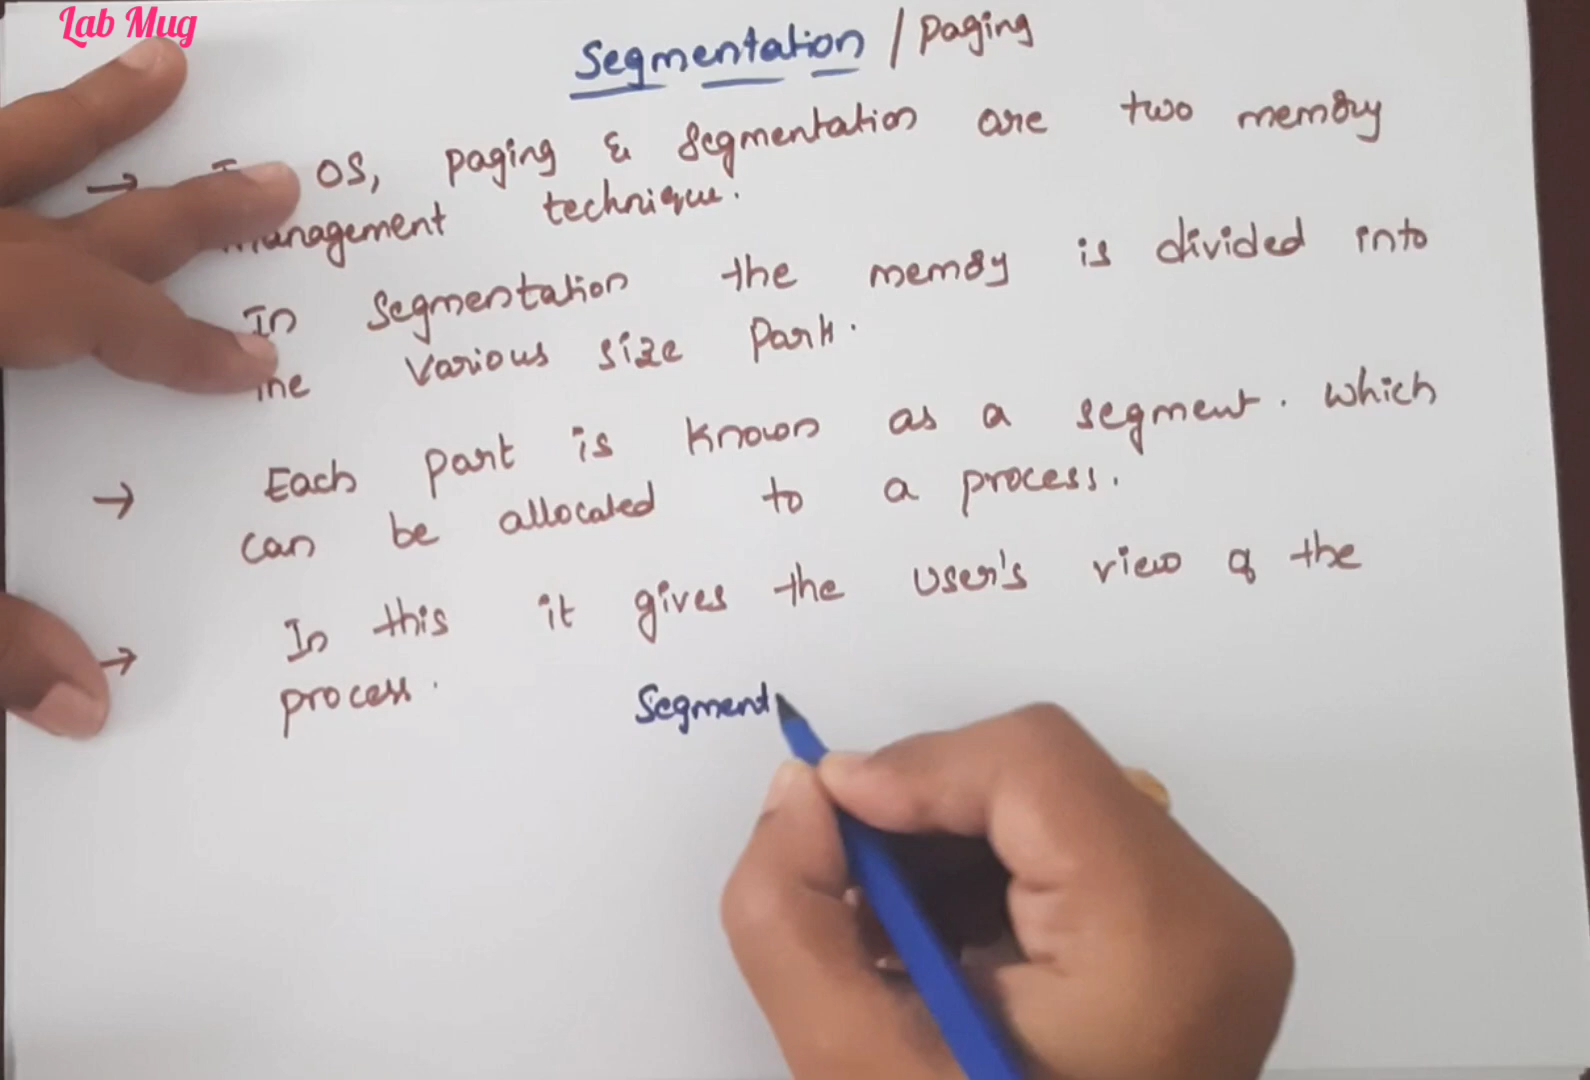 Lab Mug
Segmentation / Paging
→ In OS, paging & segmentation are two memory
management technique.
In segmentation the memory is divided into
the various size part.
→ Each part is known as a segment. which
can be allocated to a process.
→ In this it gives the user's view of the
process.
Segment